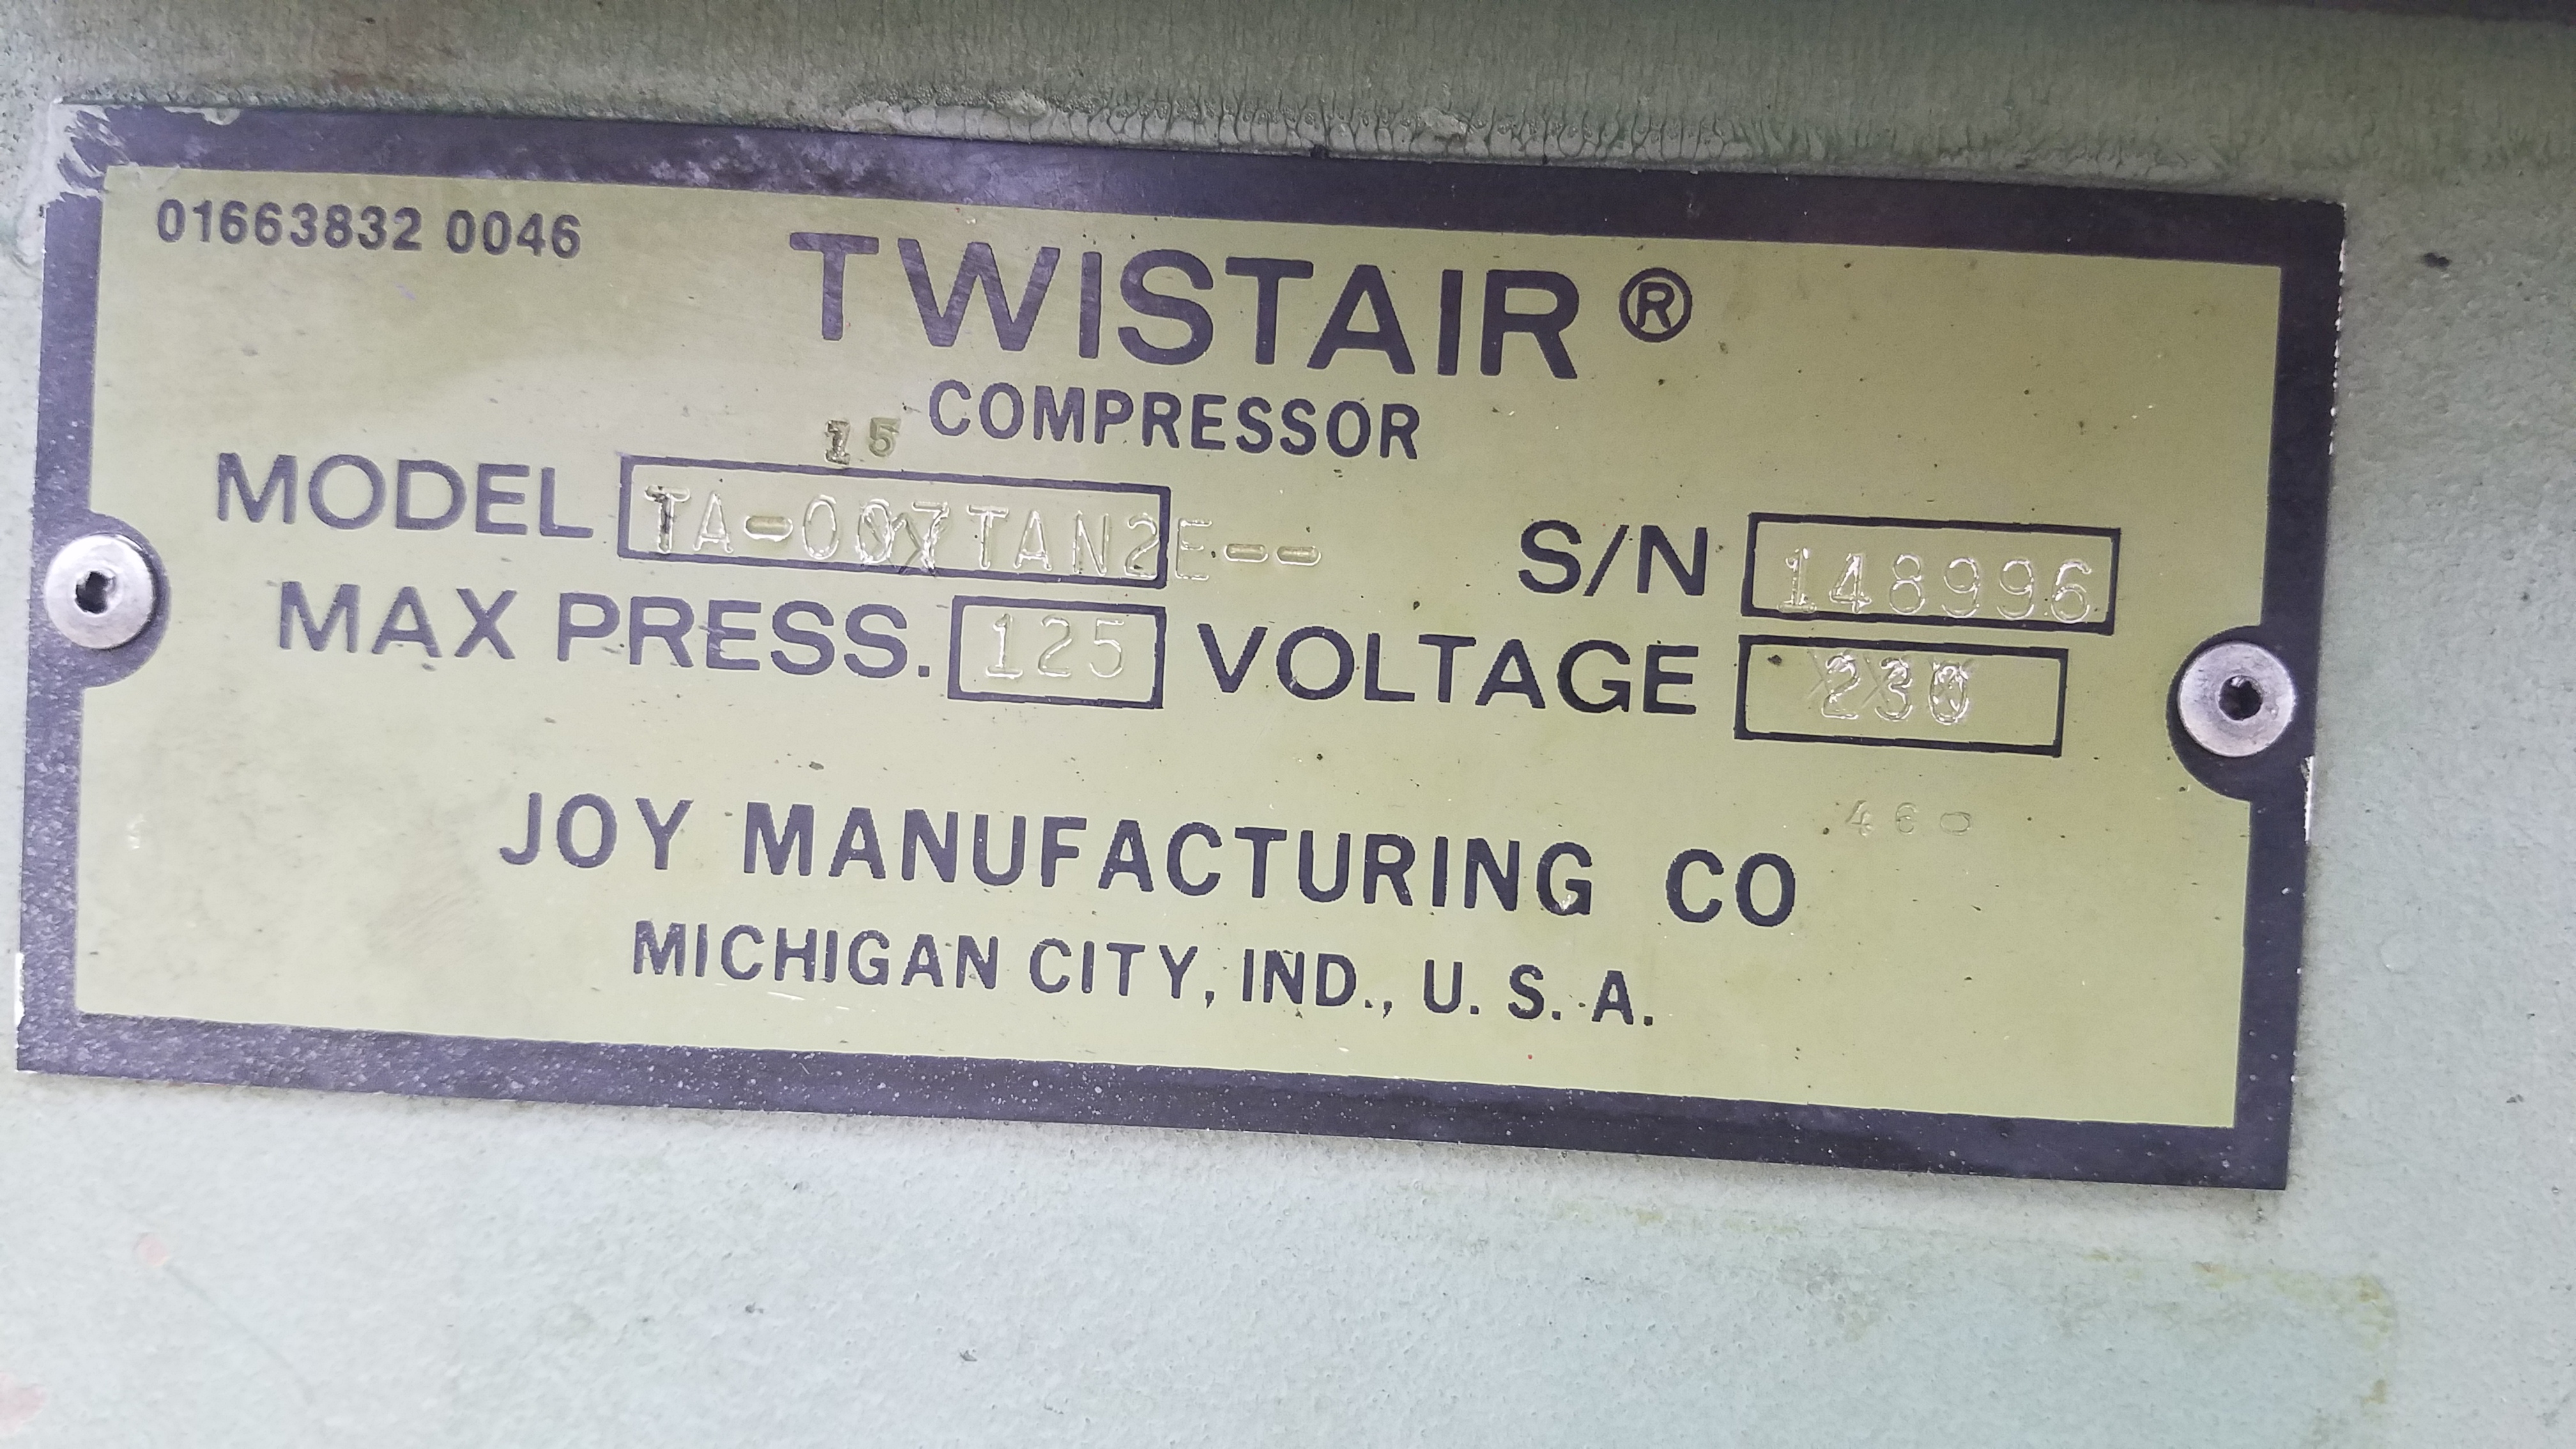 01663832 0046
TWISTAIR®
COMPRESSOR
15
MODEL TA-007TAN2E--
S/N 148996
MAX PRESS. 125 VOLTAGE 230
460
JOY MANUFACTURING CO
MICHIGAN CITY, IND., U. S. A.